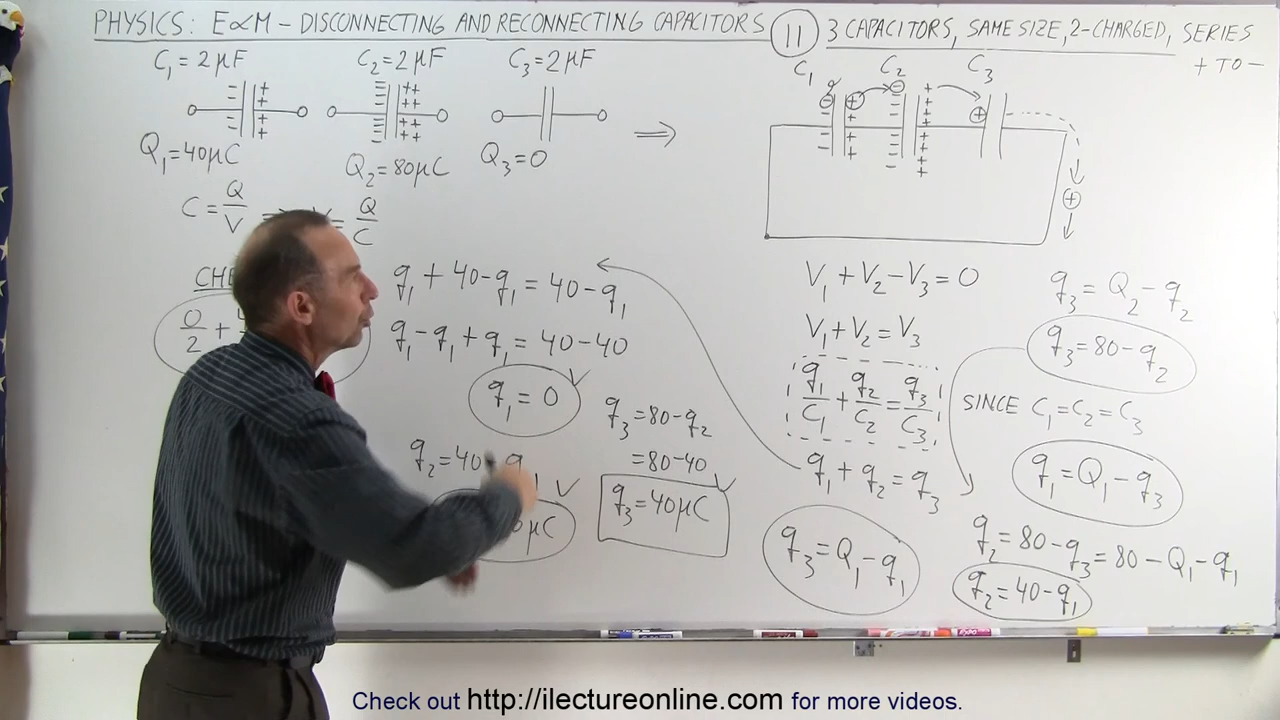 PHYSICS: E∝M – DISCONNECTING AND RECONNECTING CAPACITORS 11 3 CAPACITORS, SAME SIZE, 2-CHARGED, SERIES
+ TO –
C₁ = 2μF C₂ = 2μF C₃ = 2μF
Q₁ = 40μC Q₂ = 80μC Q₃ = 0
C = Q/V ⇒ = Q/C
⇒
C₁ C₂ C₃
CHE
0/2 +
q₁ + 40 - q₁ = 40 - q₁
q₁ - q₁ + q₁ = 40 - 40
q₁ = 0 ✓
q₂ = 40 - q₁
μC ✓
q₃ = 80 - q₂
= 80 - 40
q₃ = 40μC ✓
V₁ + V₂ - V₃ = 0
V₁ + V₂ = V₃
q₁/C₁ + q₂/C₂ = q₃/C₃
q₁ + q₂ = q₃
q₃ = Q₁ - q₁
q₃ = Q₂ - q₂
q₃ = 80 - q₂
SINCE C₁ = C₂ = C₃
q₁ = Q₁ - q₃
q₂ = 80 - q₃ = 80 - Q₁ - q₁
q₂ = 40 - q₁
Check out http://ilectureonline.com for more videos.